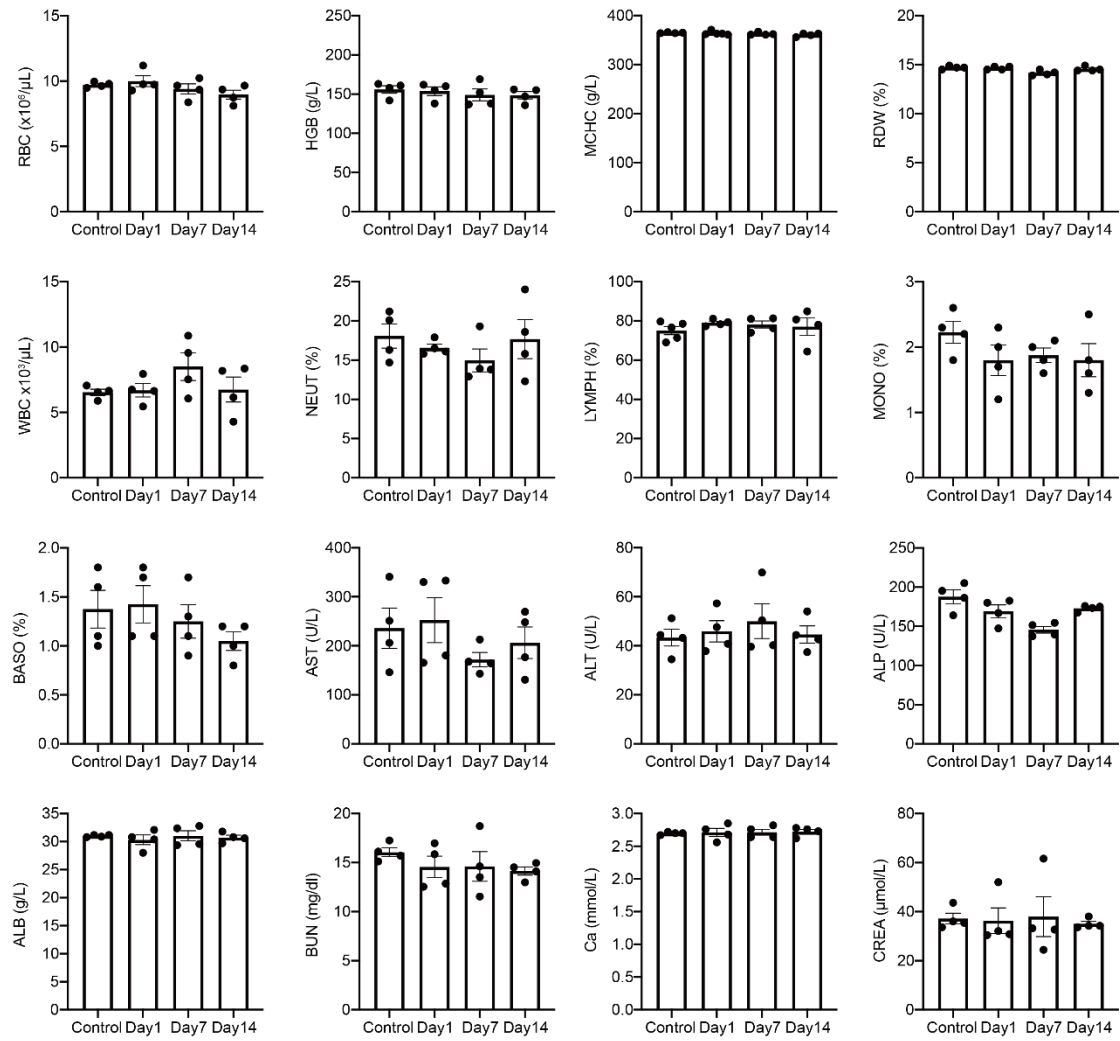 RBC (x10⁶/µL)
15
10
5
0
Control Day1 Day7 Day14
HGB (g/L)
250
200
150
100
50
0
Control Day1 Day7 Day14
MCHC (g/L)
400
300
200
100
0
Control Day1 Day7 Day14
RDW (%)
20
15
10
5
0
Control Day1 Day7 Day14
WBC x10³/µL)
15
10
5
0
Control Day1 Day7 Day14
NEUT (%)
25
20
15
10
5
0
Control Day1 Day7 Day14
LYMPH (%)
100
80
60
40
20
0
Control Day1 Day7 Day14
MONO (%)
3
2
1
0
Control Day1 Day7 Day14
BASO (%)
2.0
1.5
1.0
0.5
0.0
Control Day1 Day7 Day14
AST (U/L)
400
300
200
100
0
Control Day1 Day7 Day14
ALT (U/L)
80
60
40
20
0
Control Day1 Day7 Day14
ALP (U/L)
250
200
150
100
50
0
Control Day1 Day7 Day14
ALB (g/L)
35
30
25
20
15
10
5
0
Control Day1 Day7 Day14
BUN (mg/dl)
20
15
10
5
0
Control Day1 Day7 Day14
Ca (mmol/L)
3.0
2.5
2.0
1.5
1.0
0.5
0.0
Control Day1 Day7 Day14
CREA (µmol/L)
80
60
40
20
0
Control Day1 Day7 Day14